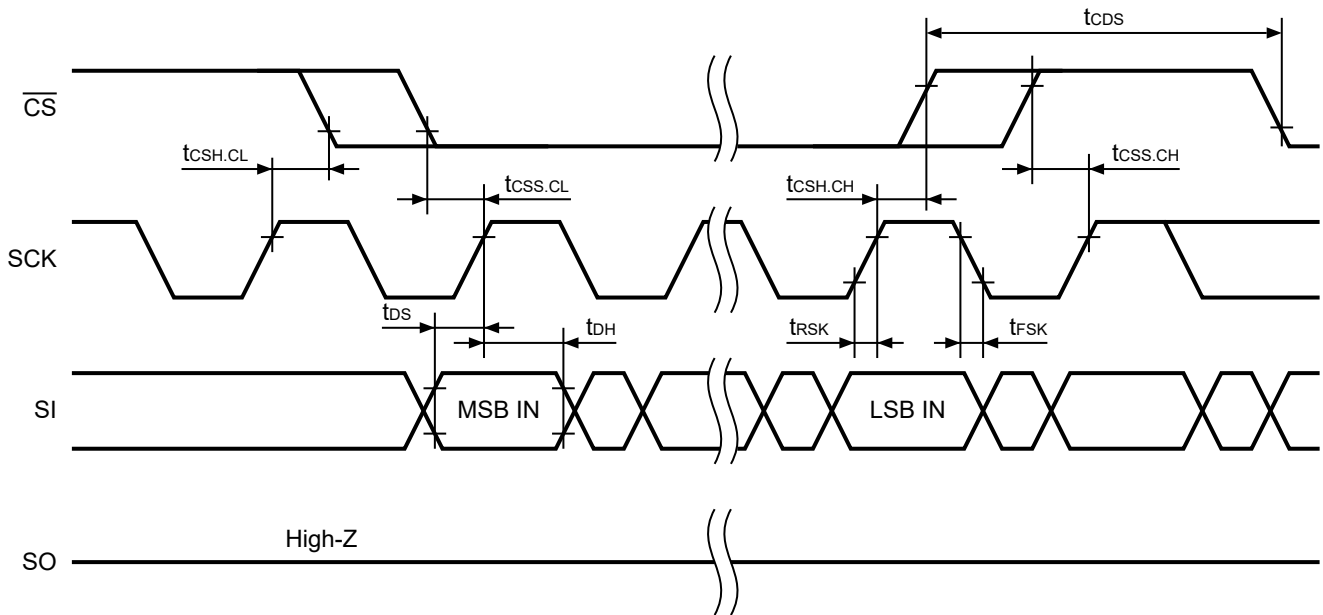 tCDS
CS
tCSH.CL
tCSS.CL
tCSH.CH
tCSS.CH
SCK
tDS
tDH
tRSK
tFSK
SI
MSB IN
LSB IN
High-Z
SO